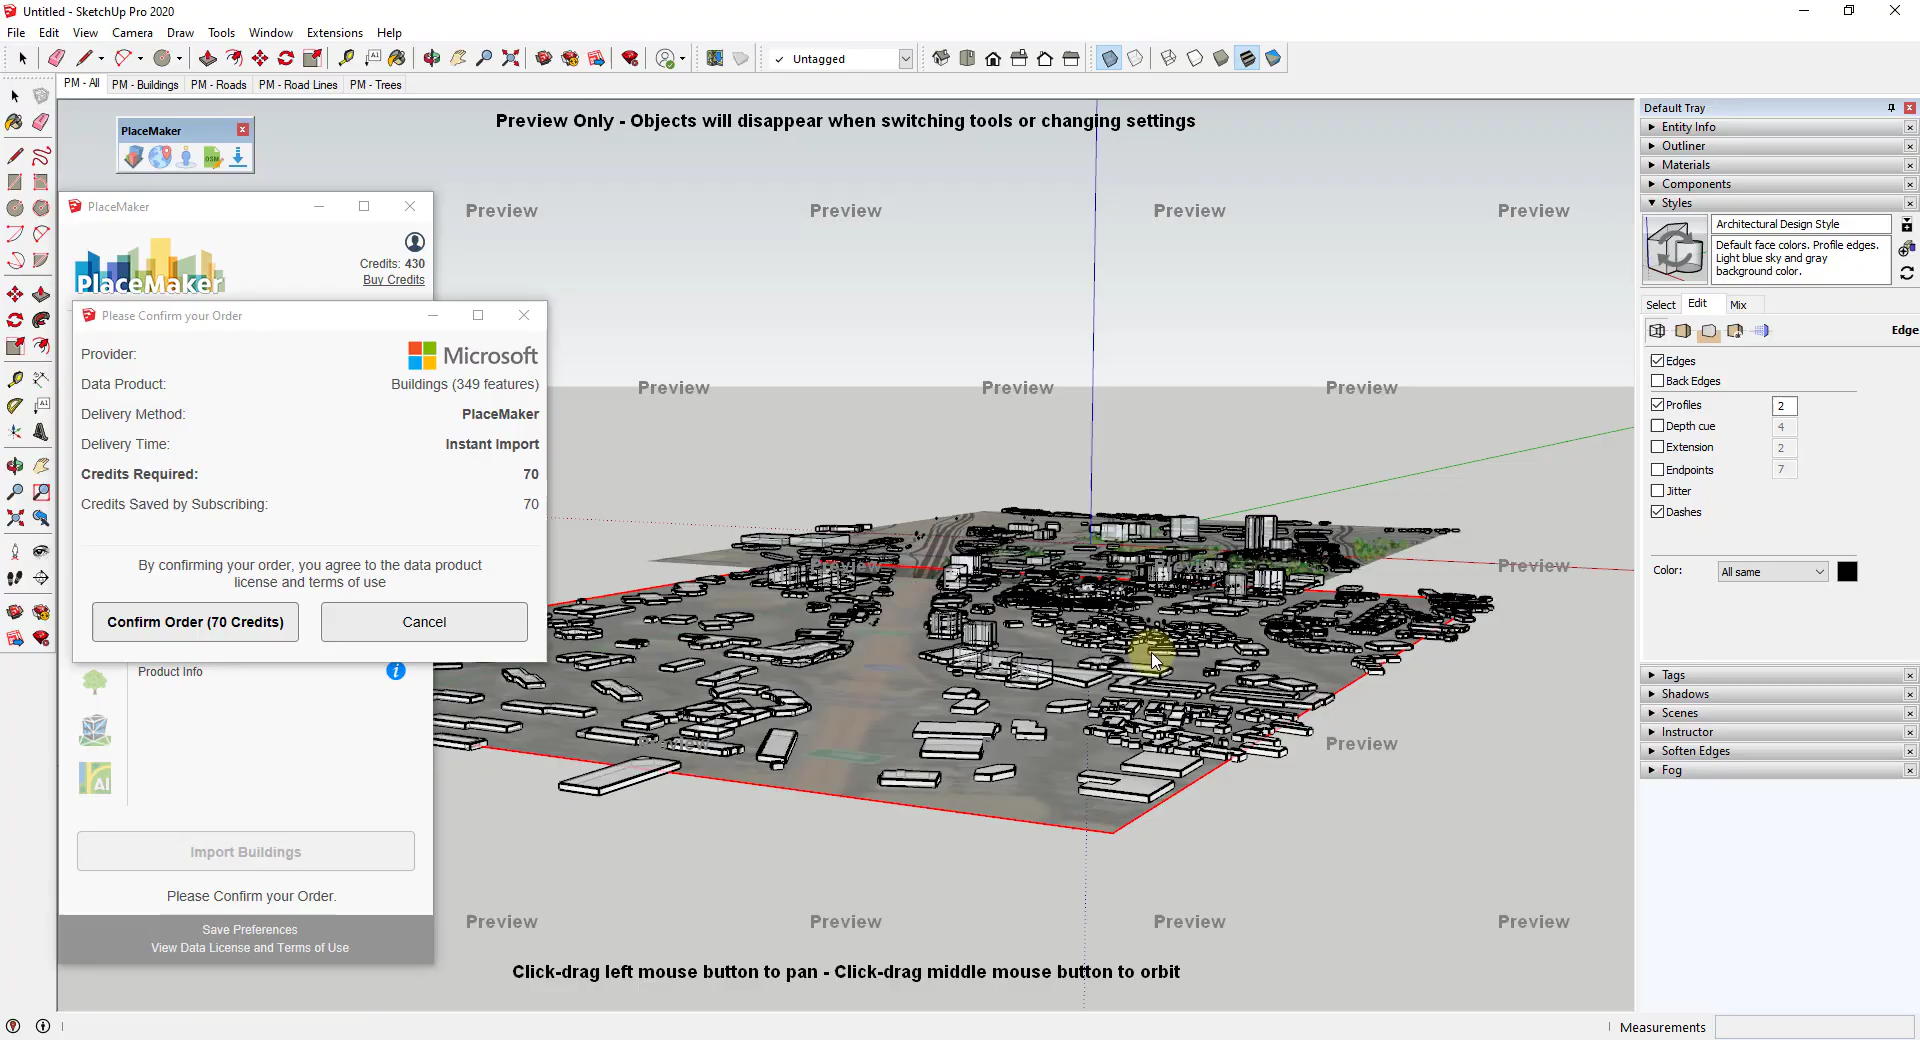 Untitled - SketchUp Pro 2020
File Edit View Camera Draw Tools Window Extensions Help
Untagged
PM - All PM - Buildings PM - Roads PM - Road Lines PM - Trees
Preview Only - Objects will disappear when switching tools or changing settings
PlaceMaker
OSM
PlaceMaker
PlaceMaker
Credits: 430
Buy Credits
Please Confirm your Order
Provider: Microsoft
Data Product: Buildings (349 features)
Delivery Method: PlaceMaker
Delivery Time: Instant Import
Credits Required: 70
Credits Saved by Subscribing: 70
By confirming your order, you agree to the data product
license and terms of use
Confirm Order (70 Credits) Cancel
Product Info
AI
Import Buildings
Please Confirm your Order.
Save Preferences
View Data License and Terms of Use
Preview Preview Preview Preview
Preview Preview Preview
Preview Preview Preview
Preview Preview
Preview Preview Preview Preview
Click-drag left mouse button to pan - Click-drag middle mouse button to orbit
Default Tray
Entity Info
Outliner
Materials
Components
Styles
Architectural Design Style
Default face colors. Profile edges.
Light blue sky and gray
background color.
Select Edit Mix
Edge
Edges
Back Edges
Profiles 2
Depth cue 4
Extension 2
Endpoints 7
Jitter
Dashes
Color: All same
Tags
Shadows
Scenes
Instructor
Soften Edges
Fog
Measurements